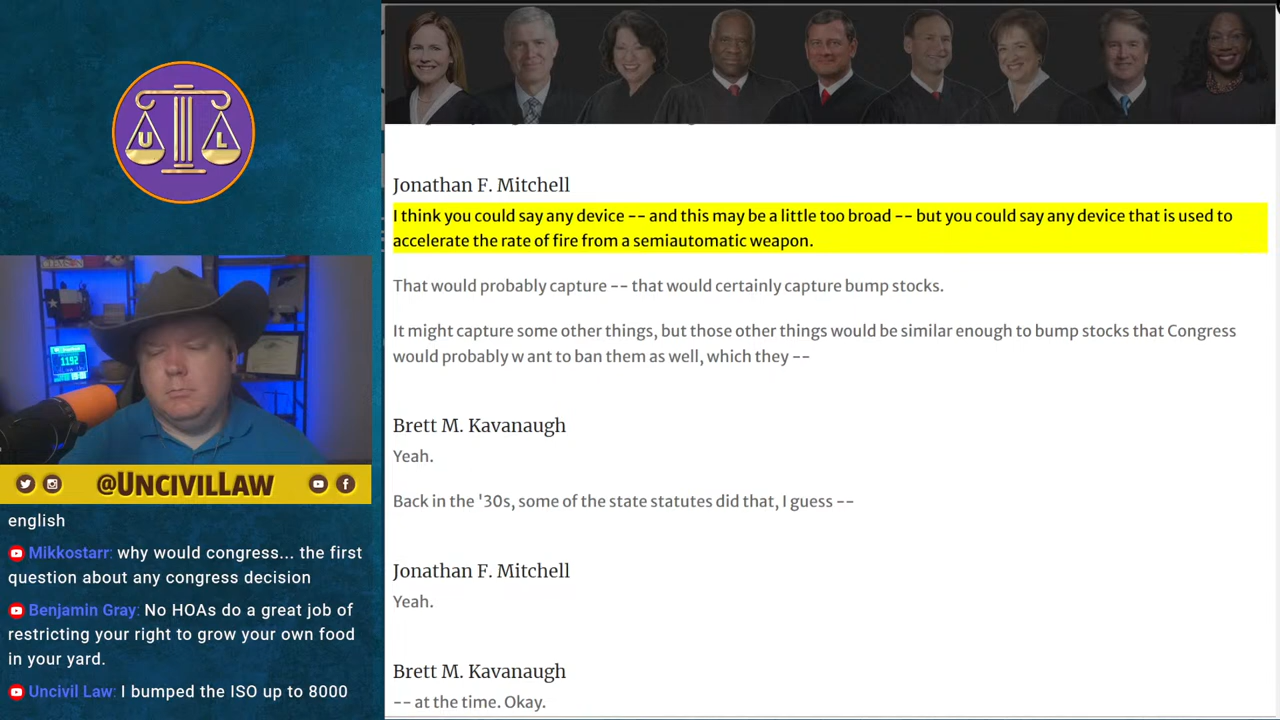 U L
Jonathan F. Mitchell
I think you could say any device -- and this may be a little too broad -- but you could say any device that is used to
accelerate the rate of fire from a semiautomatic weapon.
That would probably capture -- that would certainly capture bump stocks.
It might capture some other things, but those other things would be similar enough to bump stocks that Congress
would probably w ant to ban them as well, which they --
Brett M. Kavanaugh
Yeah.
Back in the '30s, some of the state statutes did that, I guess --
Jonathan F. Mitchell
Yeah.
Brett M. Kavanaugh
-- at the time. Okay.
1192
@UNCIVILLAW
english
Mikkostarr: why would congress... the first
question about any congress decision
Benjamin Gray: No HOAs do a great job of
restricting your right to grow your own food
in your yard.
Uncivil Law: I bumped the ISO up to 8000